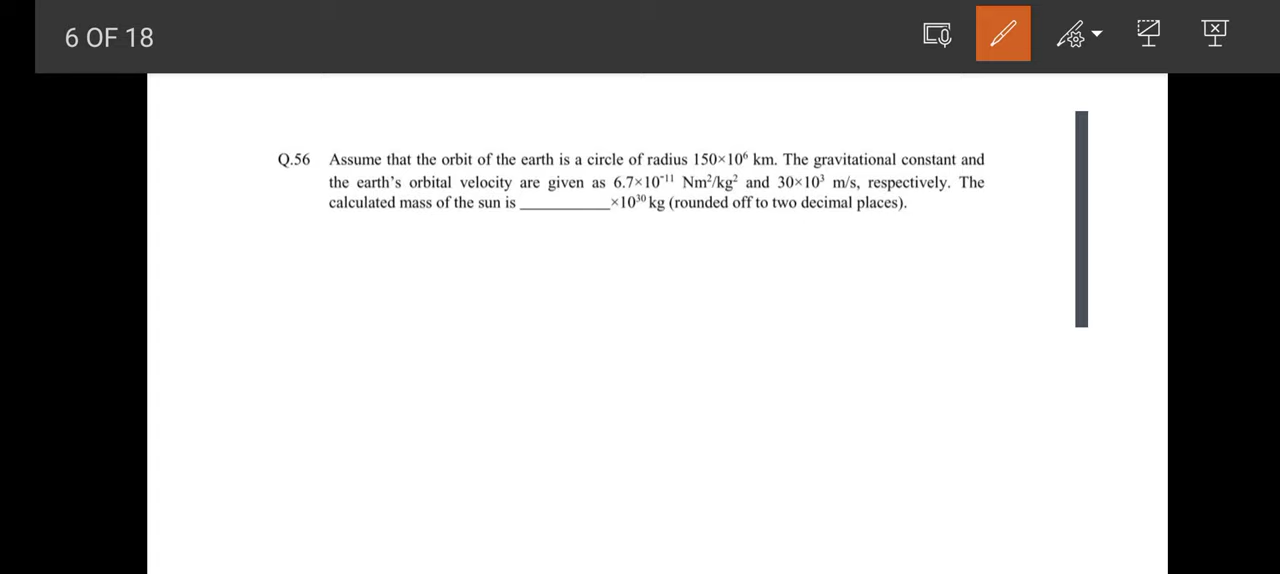 6 OF 18
Q.56 Assume that the orbit of the earth is a circle of radius 150×10⁶ km. The gravitational constant and
the earth's orbital velocity are given as 6.7×10⁻¹¹ Nm²/kg² and 30×10³ m/s, respectively. The
calculated mass of the sun is __________×10³⁰ kg (rounded off to two decimal places).